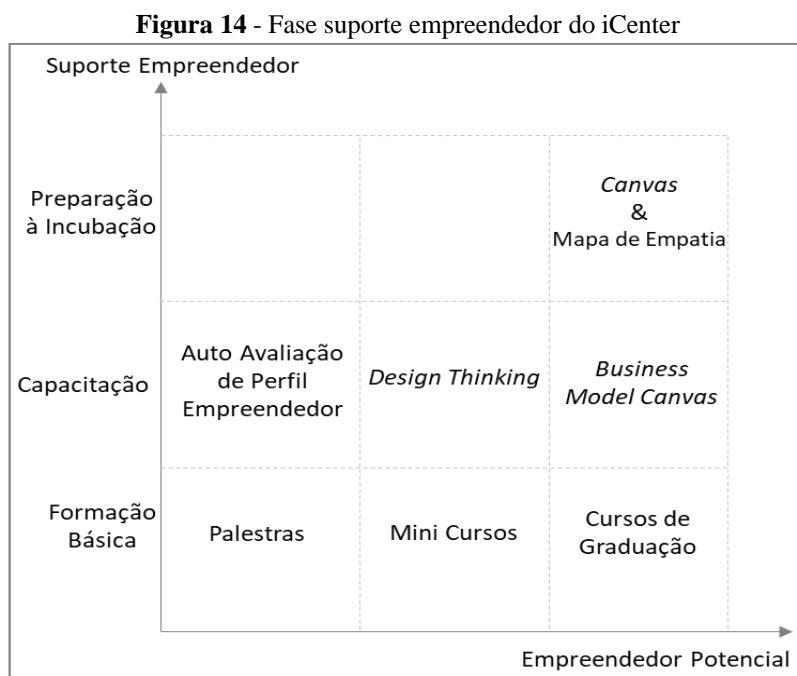 Figura 14 - Fase suporte empreendedor do iCenter
Suporte Empreendedor
Preparação
à Incubação
Canvas
&
Mapa de Empatia
Capacitação
Auto Avaliação
de Perfil
Empreendedor
Design Thinking
Business
Model Canvas
Formação
Básica
Palestras
Mini Cursos
Cursos de
Graduação
Empreendedor Potencial